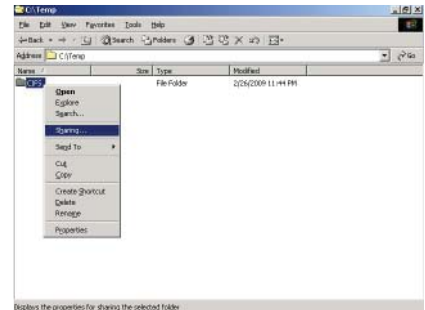 C:\Temp
File Edit View Favorites Tools Help
Back Search Folders
Address C:\Temp Go
Name Size Type Modified
File Folder 2/26/2009 11:44 PM
Open
Explore
Search...
Sharing...
Send To
Cut
Copy
Create Shortcut
Delete
Rename
Properties
Displays the properties for sharing the selected folder